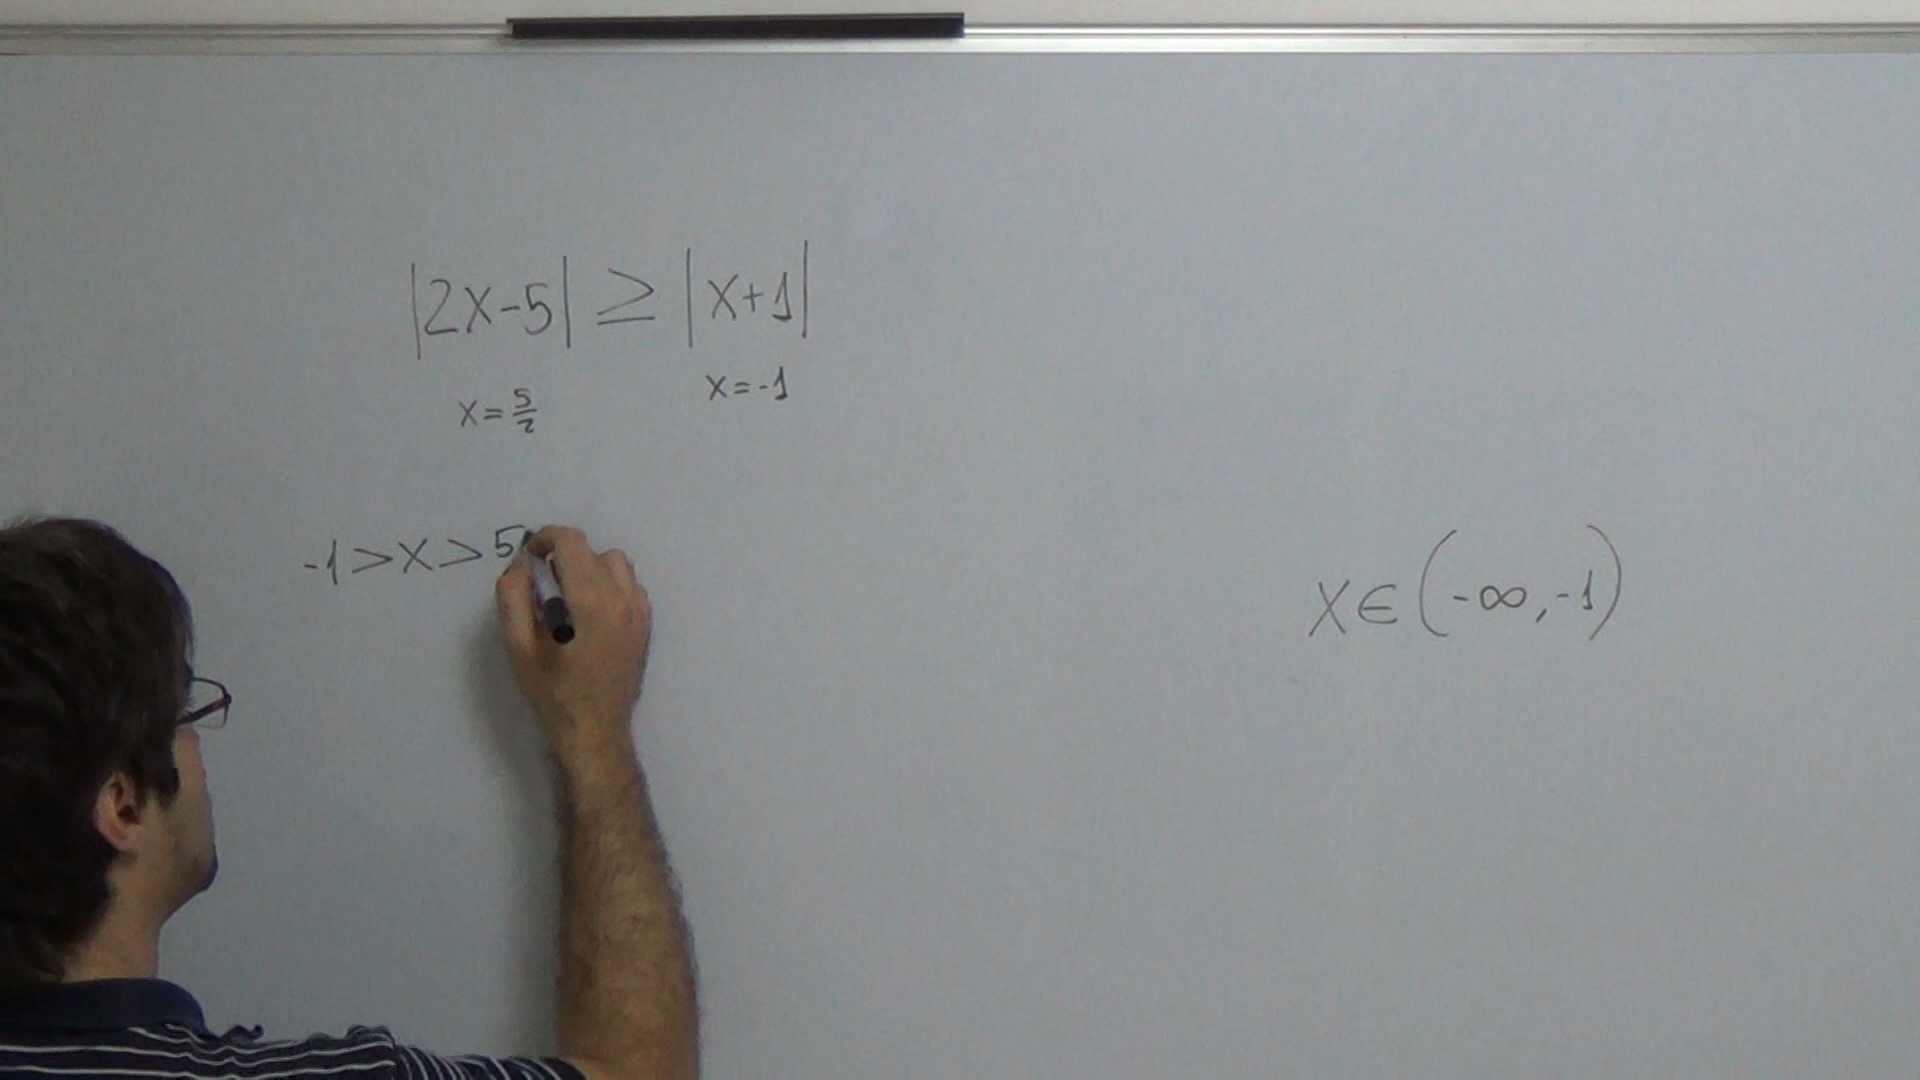 |2x-5| ≥ |x+1|
x = 5/2
x = -1
-1 > x > 5
x ∈ (-∞, -1)